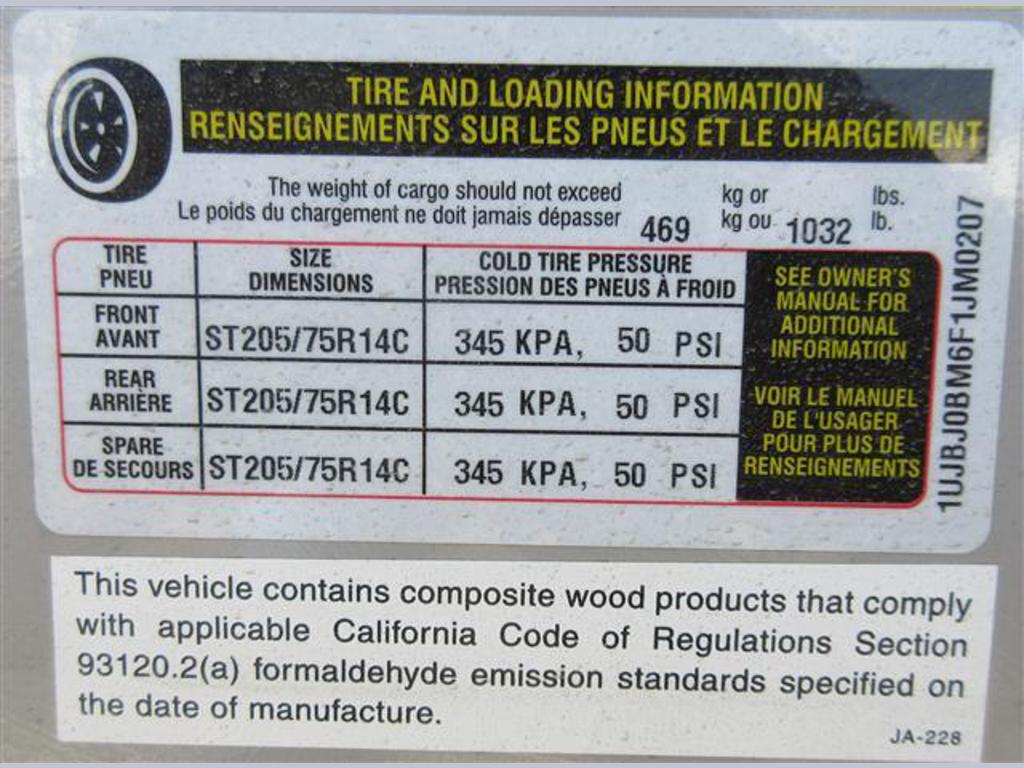 TIRE AND LOADING INFORMATION
RENSEIGNEMENTS SUR LES PNEUS ET LE CHARGEMENT
The weight of cargo should not exceed kg or lbs.
Le poids du chargement ne doit jamais dépasser 469 kg ou 1032 lb.
TIRE SIZE COLD TIRE PRESSURE
PNEU DIMENSIONS PRESSION DES PNEUS À FROID
FRONT
AVANT ST205/75R14C 345 KPA, 50 PSI
REAR
ARRIÈRE ST205/75R14C 345 KPA, 50 PSI
SPARE
DE SECOURS ST205/75R14C 345 KPA, 50 PSI
SEE OWNER'S
MANUAL FOR
ADDITIONAL
INFORMATION
VOIR LE MANUEL
DE L'USAGER
POUR PLUS DE
RENSEIGNEMENTS
1UJBJ0BM6F1JM0207
This vehicle contains composite wood products that comply
with applicable California Code of Regulations Section
93120.2(a) formaldehyde emission standards specified on
the date of manufacture.
JA-228